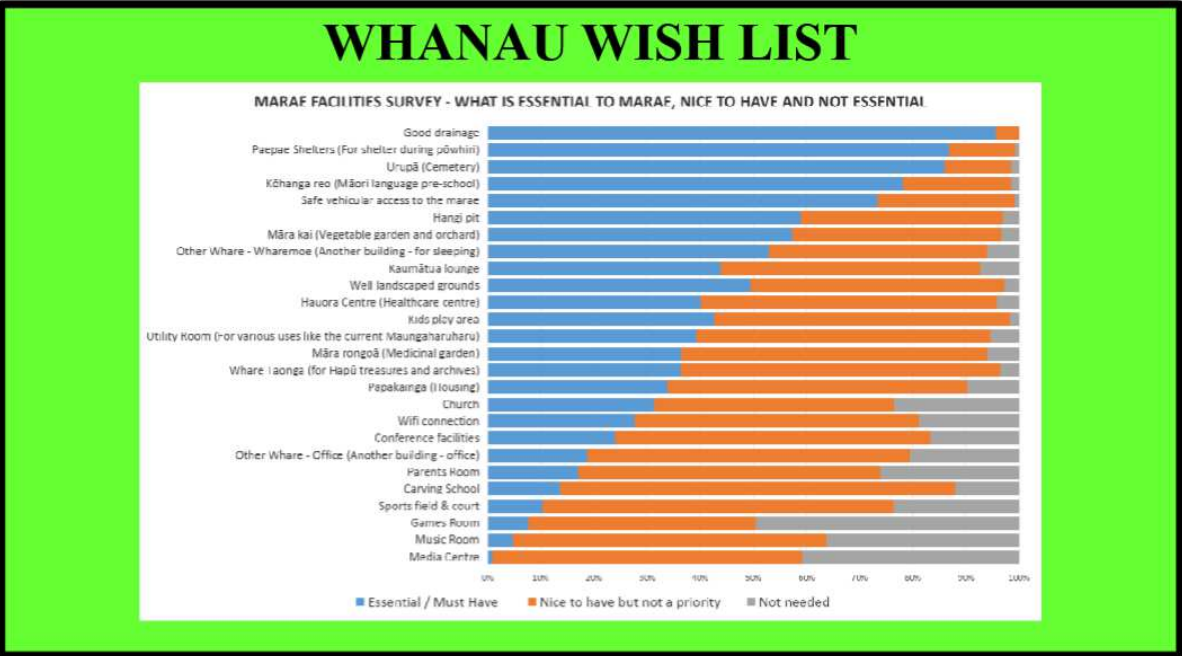 WHANAU WISH LIST
MARAE FACILITIES SURVEY - WHAT IS ESSENTIAL TO MARAE, NICE TO HAVE AND NOT ESSENTIAL
Good drainage
Paepae Shelters (For shelter during pōwhiri)
Urupā (Cemetery)
Kōhanga reo (Māori language pre-school)
Safe vehicular access to the marae
Hangi pit
Māra kai (Vegetable garden and orchard)
Other Whare - Wharemoe (Another building - for sleeping)
Kaumātua lounge
Well landscaped grounds
Hauora Centre (Healthcare centre)
Kids play area
Utility Room (For various uses like the current Maungaharuharu)
Māra rongoā (Medicinal garden)
Whare Taonga (for Hapū treasures and archives)
Papakainga (Housing)
Church
Wifi connection
Conference facilities
Other Whare - Office (Another building - office)
Parents Room
Carving School
Sports field & court
Games Room
Music Room
Media Centre
0% 10% 20% 30% 40% 50% 60% 70% 80% 90% 100%
Essential / Must Have Nice to have but not a priority Not needed